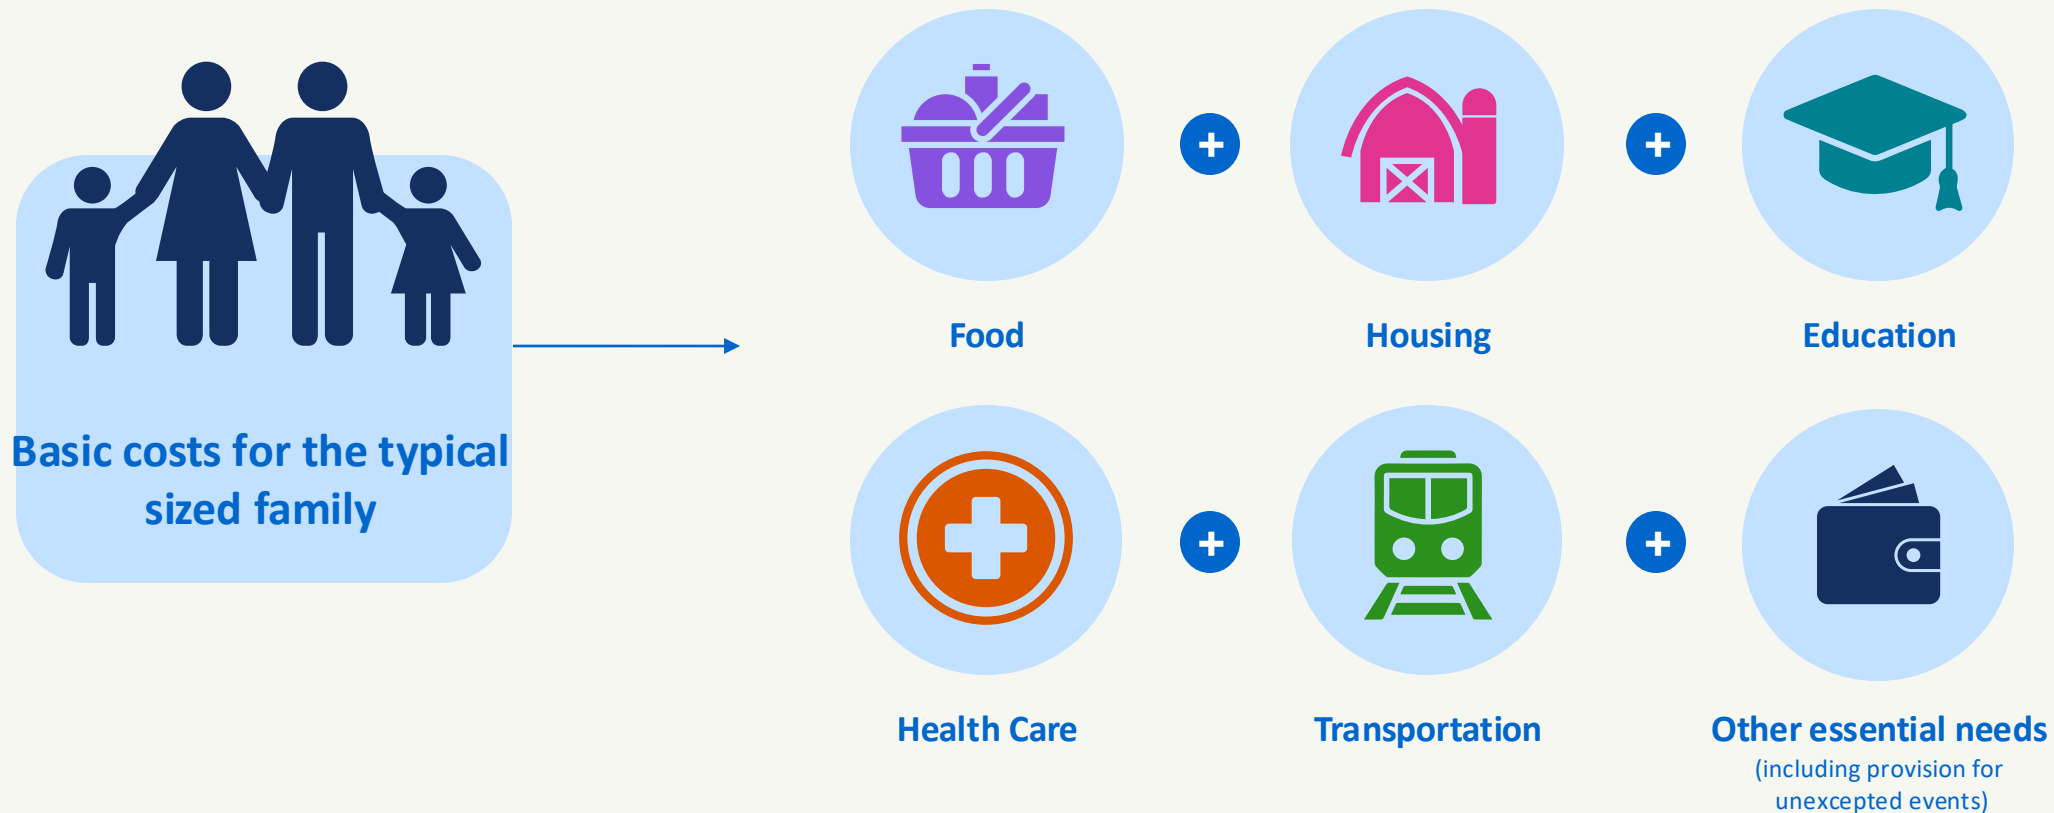 Basic costs for the typical
sized family
+
+
Food
Housing
Education
+
+
Health Care
Transportation
Other essential needs
(including provision for
unexcepted events)